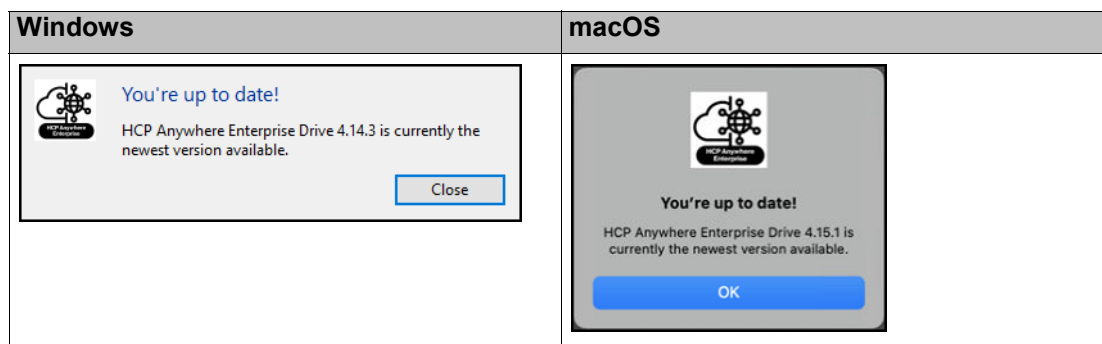 Windows
macOS
HCP Anywhere
Enterprise
You're up to date!
HCP Anywhere Enterprise Drive 4.14.3 is currently the
newest version available.
Close
HCP Anywhere
Enterprise
You're up to date!
HCP Anywhere Enterprise Drive 4.15.1 is
currently the newest version available.
OK